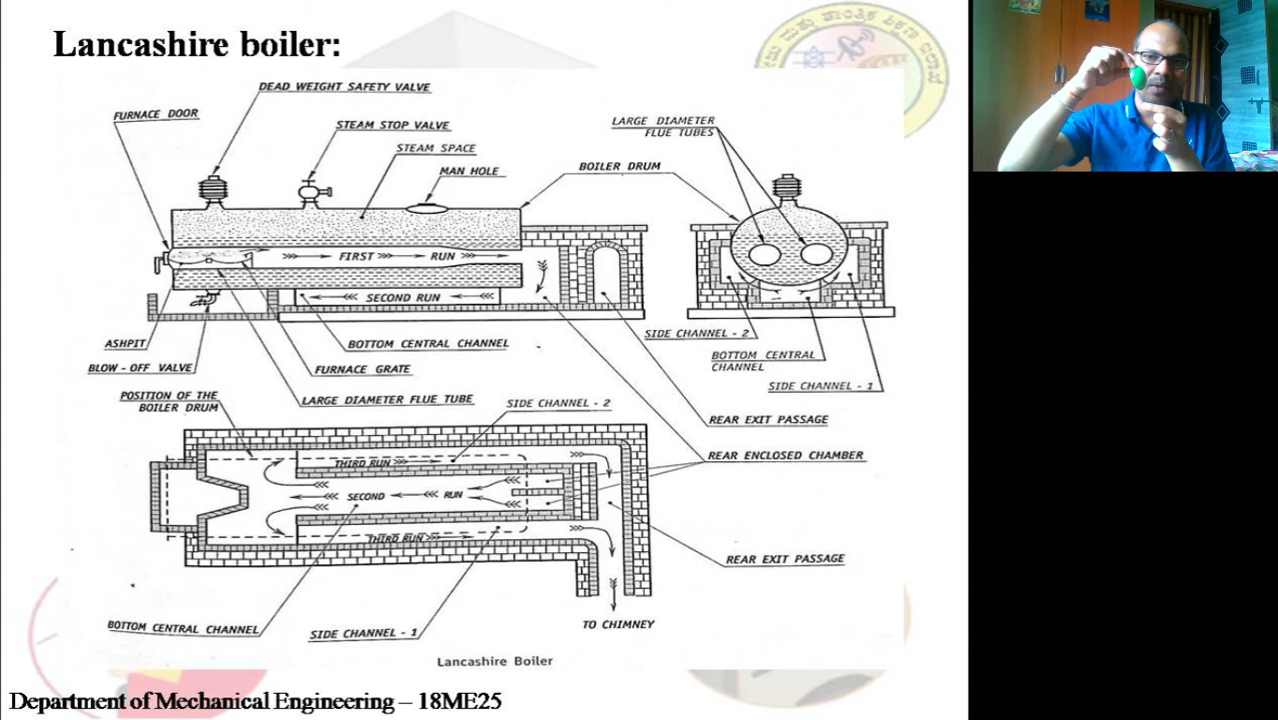 Lancashire boiler:
DEAD WEIGHT SAFETY VALVE
FURNACE DOOR
STEAM STOP VALVE
STEAM SPACE
MAN HOLE
LARGE DIAMETER
FLUE TUBES
BOILER DRUM
FIRST RUN
SECOND RUN
SIDE CHANNEL - 2
ASHPIT
BOTTOM CENTRAL CHANNEL
BOTTOM CENTRAL
CHANNEL
BLOW - OFF VALVE
FURNACE GRATE
SIDE CHANNEL - 1
POSITION OF THE
BOILER DRUM
LARGE DIAMETER FLUE TUBE
SIDE CHANNEL - 2
REAR EXIT PASSAGE
REAR ENCLOSED CHAMBER
THIRD RUN
SECOND RUN
THIRD RUN
REAR EXIT PASSAGE
BOTTOM CENTRAL CHANNEL
SIDE CHANNEL - 1
TO CHIMNEY
Lancashire Boiler
Department of Mechanical Engineering – 18ME25